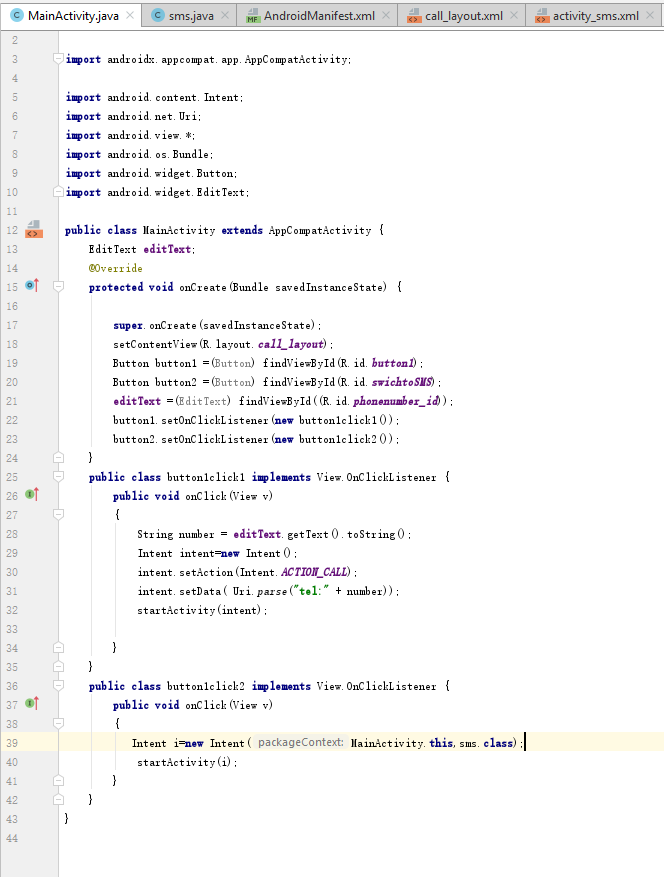 MainActivity.java × sms.java × AndroidManifest.xml × call_layout.xml × activity_sms.xml ×
2
3 import androidx.appcompat.app.AppCompatActivity;
4
5 import android.content.Intent;
6 import android.net.Uri;
7 import android.view.*;
8 import android.os.Bundle;
9 import android.widget.Button;
10 import android.widget.EditText;
11
12 public class MainActivity extends AppCompatActivity {
13 EditText editText;
14 @Override
15 protected void onCreate(Bundle savedInstanceState) {
16
17 super.onCreate(savedInstanceState);
18 setContentView(R.layout.call_layout);
19 Button button1 =(Button) findViewById(R.id.button1);
20 Button button2 =(Button) findViewById(R.id.swichtoSMS);
21 editText =(EditText) findViewById((R.id.phonenumber_id));
22 button1.setOnClickListener(new button1click1());
23 button2.setOnClickListener(new button1click2());
24 }
25 public class button1click1 implements View.OnClickListener {
26 public void onClick(View v)
27 {
28 String number = editText.getText().toString();
29 Intent intent=new Intent();
30 intent.setAction(Intent.ACTION_CALL);
31 intent.setData( Uri.parse("tel:" + number));
32 startActivity(intent);
33
34 }
35 }
36 public class button1click2 implements View.OnClickListener {
37 public void onClick(View v)
38 {
39 Intent i=new Intent( packageContext: MainActivity.this,sms.class);
40 startActivity(i);
41 }
42 }
43 }
44